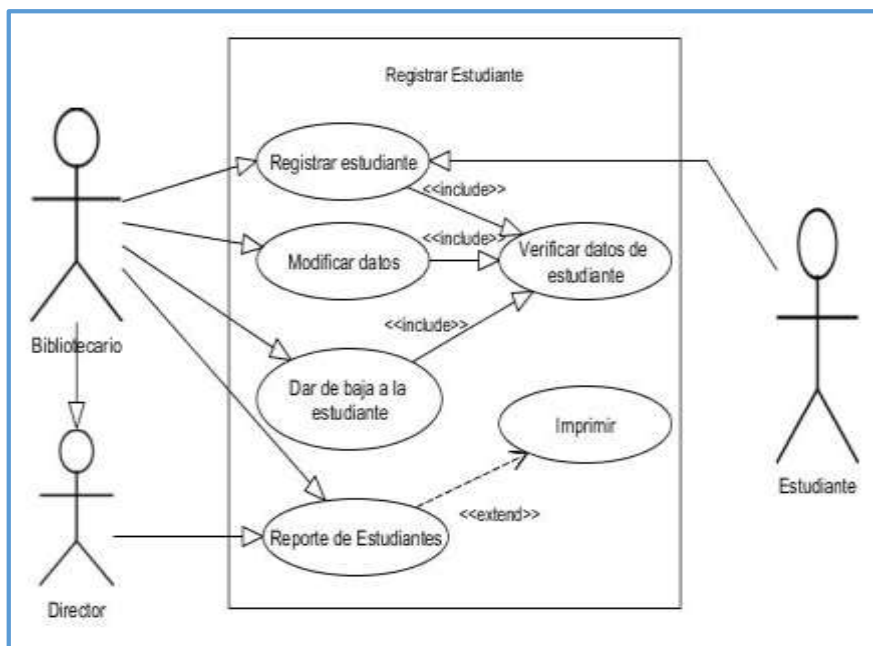 Registrar Estudiante
Registrar estudiante
<<include>>
Modificar datos
<<include>>
Verificar datos de
estudiante
Bibliotecario
<<include>>
Dar de baja a la
estudiante
Imprimir
Estudiante
<<extend>>
Reporte de Estudiantes
Director